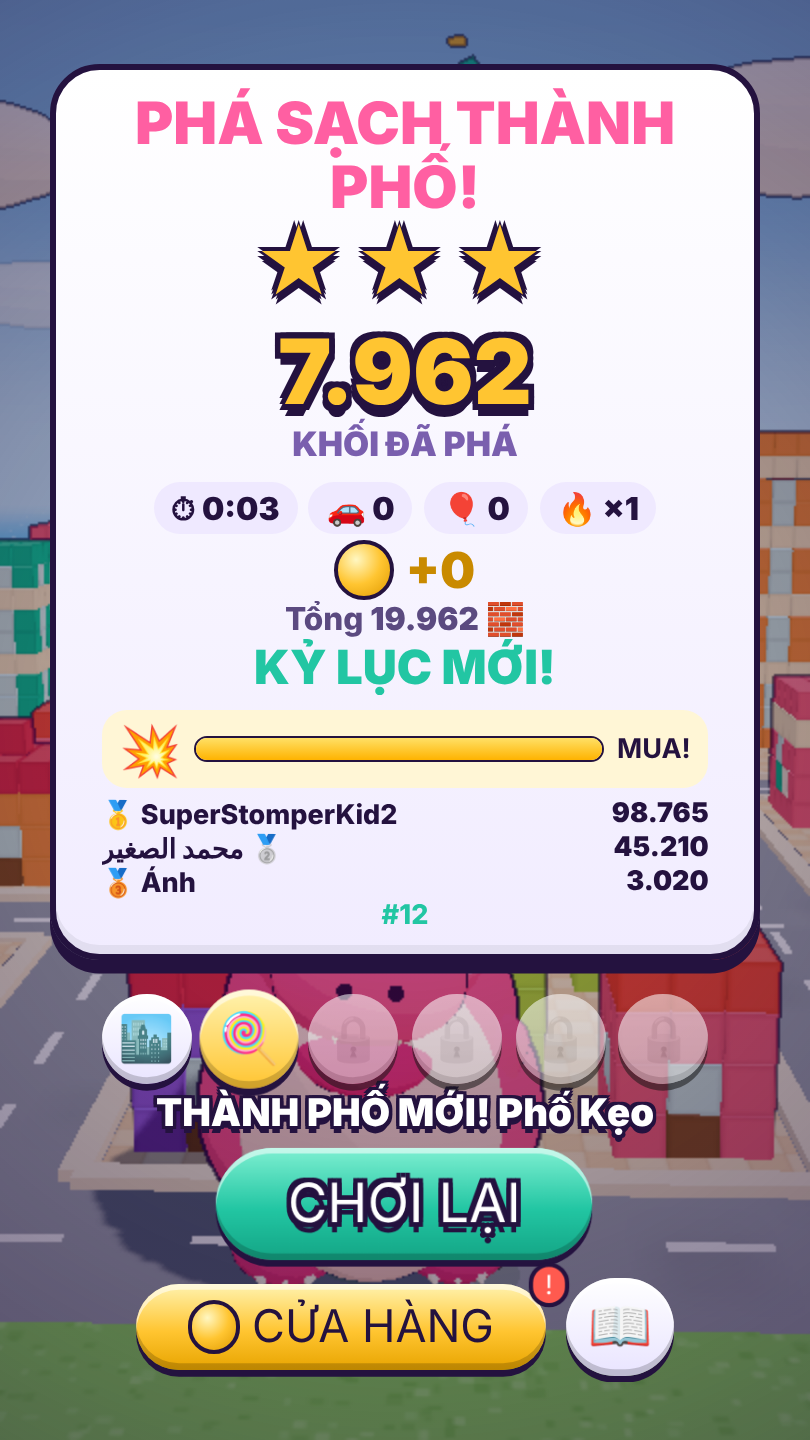 PHÁ SẠCH THÀNH
PHỐ!
7.962
KHỐI ĐÃ PHÁ
⏱ 0:03 🚗 0 🎈 0 🔥 ×1
+0
Tổng 19.962 🧱
KỶ LỤC MỚI!
💥 MUA!
🥇 SuperStomperKid2 98.765
🥈 محمد الصغير 45.210
🥉 Ánh 3.020
#12
THÀNH PHỐ MỚI! Phố Kẹo
CHƠI LẠI
CỬA HÀNG !